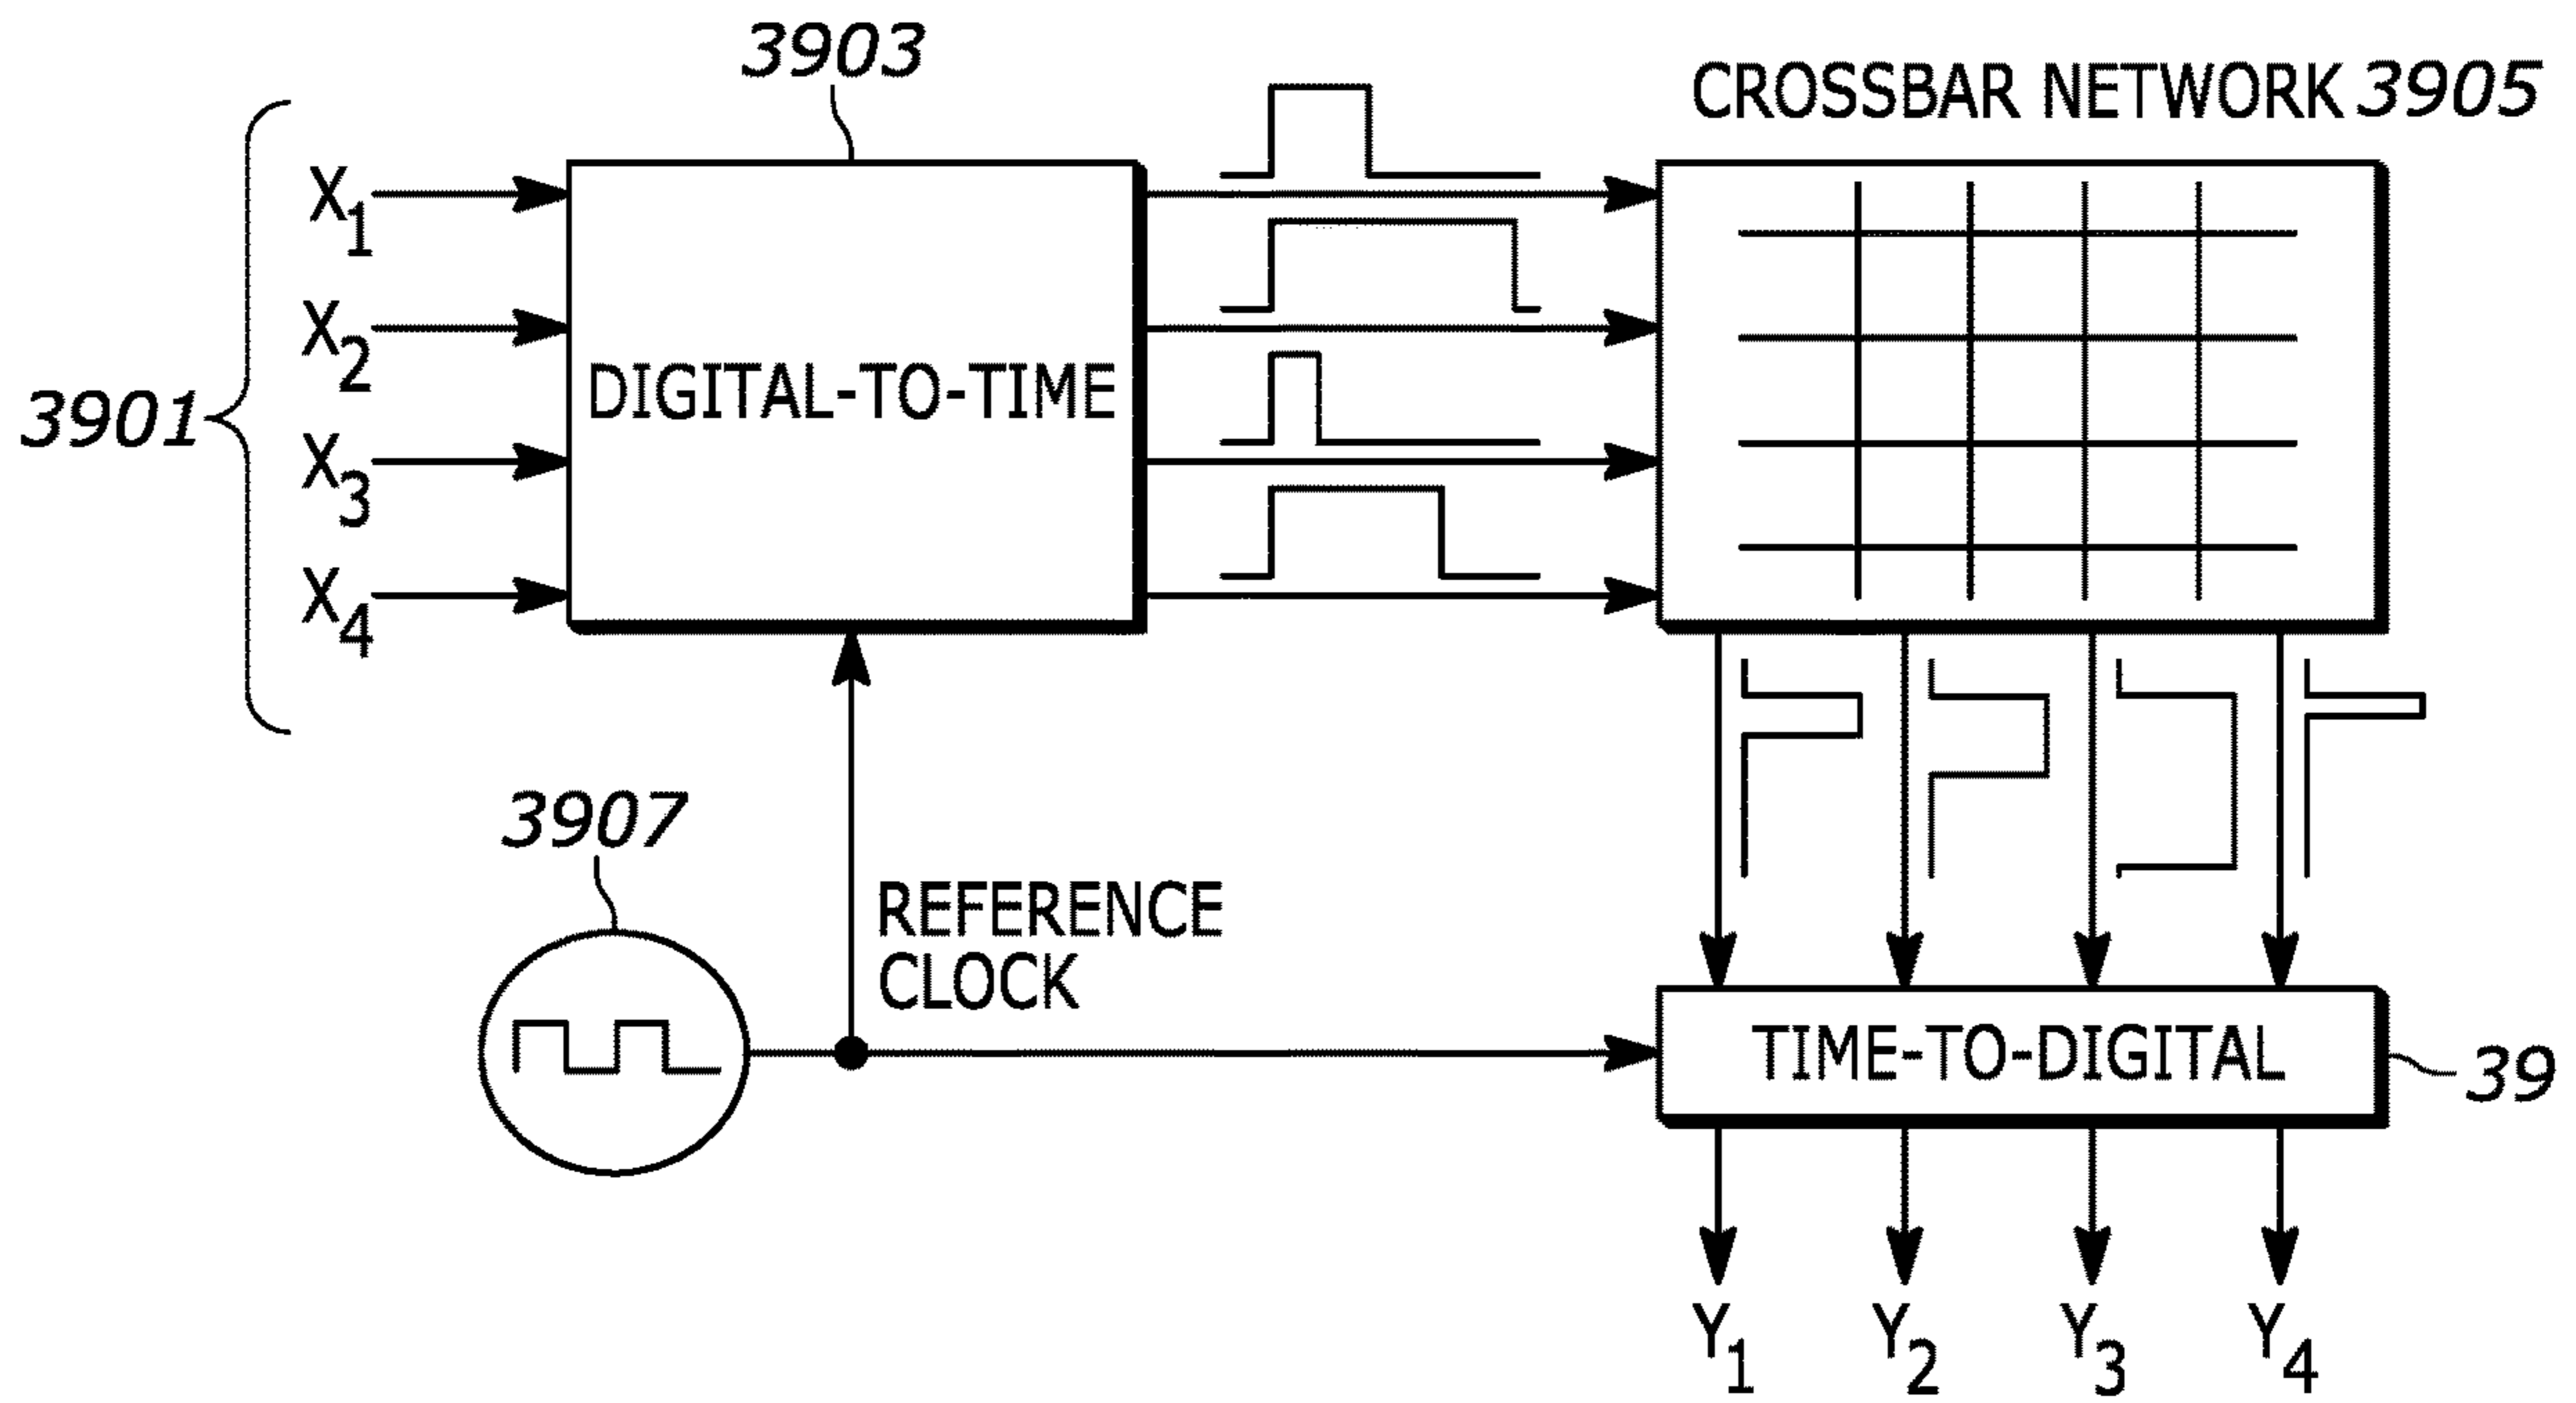 3903
CROSSBAR NETWORK 3905
3901
X1
X2
X3
X4
DIGITAL-TO-TIME
3907
REFERENCE
CLOCK
TIME-TO-DIGITAL
39
Y1
Y2
Y3
Y4